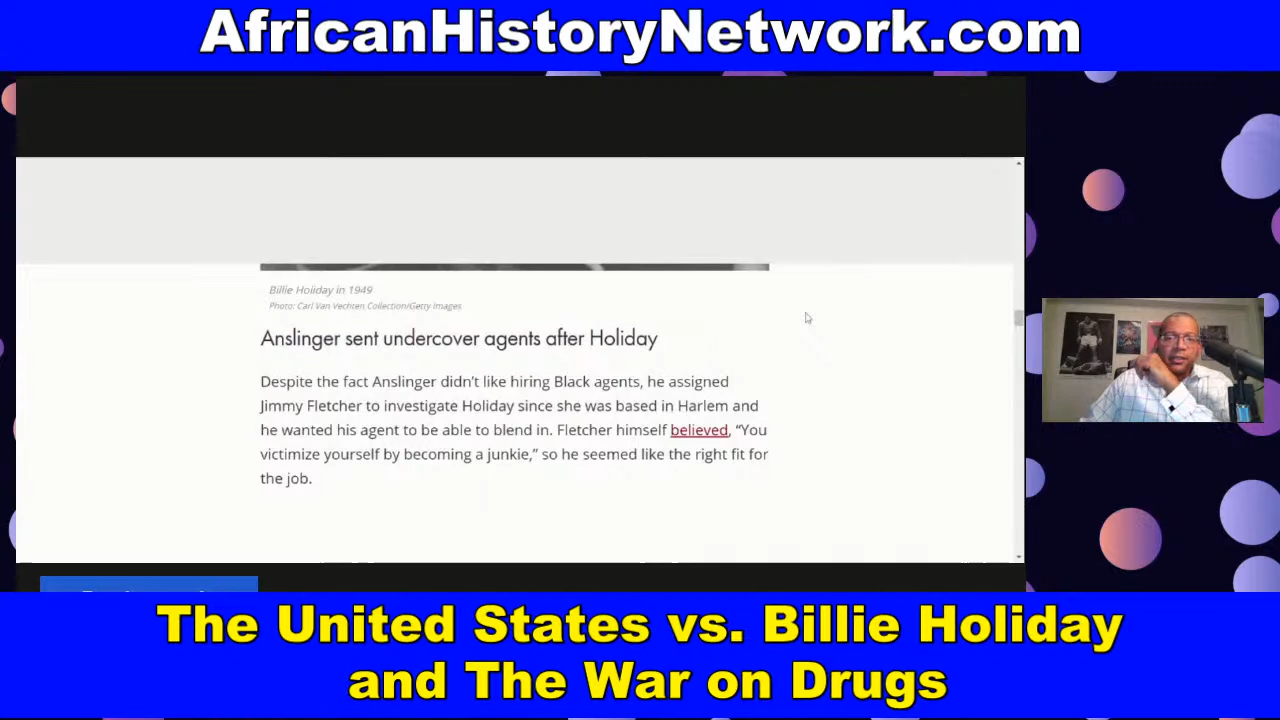 AfricanHistoryNetwork.com
Billie Holiday in 1949
Photo: Carl Van Vechten Collection/Getty Images
Anslinger sent undercover agents after Holiday
Despite the fact Anslinger didn't like hiring Black agents, he assigned
Jimmy Fletcher to investigate Holiday since she was based in Harlem and
he wanted his agent to be able to blend in. Fletcher himself believed, “You
victimize yourself by becoming a junkie,” so he seemed like the right fit for
the job.
The United States vs. Billie Holiday
and The War on Drugs